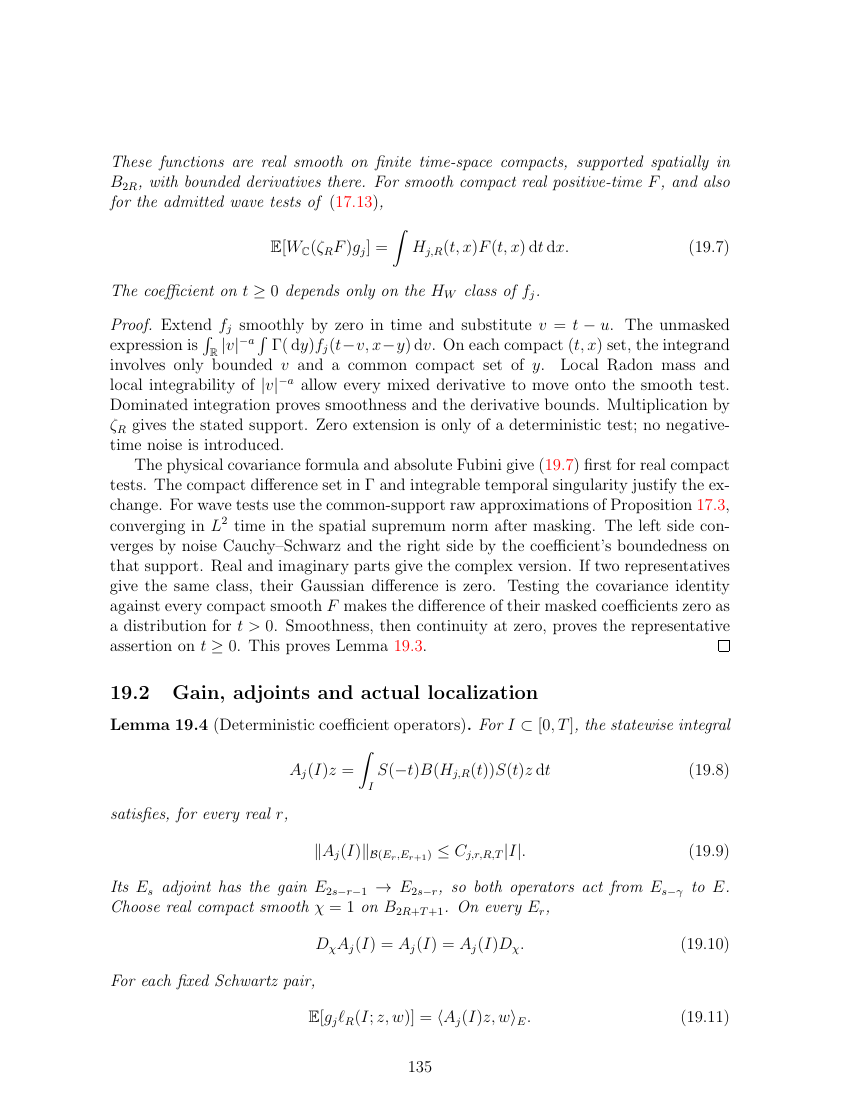 These functions are real smooth on finite time-space compacts, supported spatially in
B_{2R}, with bounded derivatives there. For smooth compact real positive-time F, and also
for the admitted wave tests of (17.13),
𝔼[W_ℂ(ζ_R F)g_j] = ∫ H_{j,R}(t, x)F(t, x) dt dx. (19.7)
The coefficient on t ≥ 0 depends only on the H_W class of f_j.
Proof. Extend f_j smoothly by zero in time and substitute v = t − u. The unmasked
expression is ∫_ℝ |v|^{−a} ∫ Γ( dy)f_j(t−v, x−y) dv. On each compact (t, x) set, the integrand
involves only bounded v and a common compact set of y. Local Radon mass and
local integrability of |v|^{−a} allow every mixed derivative to move onto the smooth test.
Dominated integration proves smoothness and the derivative bounds. Multiplication by
ζ_R gives the stated support. Zero extension is only of a deterministic test; no negative-
time noise is introduced.
The physical covariance formula and absolute Fubini give (19.7) first for real compact
tests. The compact difference set in Γ and integrable temporal singularity justify the ex-
change. For wave tests use the common-support raw approximations of Proposition 17.3,
converging in L^2 time in the spatial supremum norm after masking. The left side con-
verges by noise Cauchy–Schwarz and the right side by the coefficient's boundedness on
that support. Real and imaginary parts give the complex version. If two representatives
give the same class, their Gaussian difference is zero. Testing the covariance identity
against every compact smooth F makes the difference of their masked coefficients zero as
a distribution for t > 0. Smoothness, then continuity at zero, proves the representative
assertion on t ≥ 0. This proves Lemma 19.3. □
19.2 Gain, adjoints and actual localization
Lemma 19.4 (Deterministic coefficient operators). For I ⊂ [0, T], the statewise integral
A_j(I)z = ∫_I S(−t)B(H_{j,R}(t))S(t)z dt (19.8)
satisfies, for every real r,
‖A_j(I)‖_{ℬ(E_r,E_{r+1})} ≤ C_{j,r,R,T}|I|. (19.9)
Its E_s adjoint has the gain E_{2s−r−1} → E_{2s−r}, so both operators act from E_{s−γ} to E.
Choose real compact smooth χ = 1 on B_{2R+T+1}. On every E_r,
D_χ A_j(I) = A_j(I) = A_j(I)D_χ. (19.10)
For each fixed Schwartz pair,
𝔼[g_j ℓ_R(I; z, w)] = ⟨A_j(I)z, w⟩_E. (19.11)
135